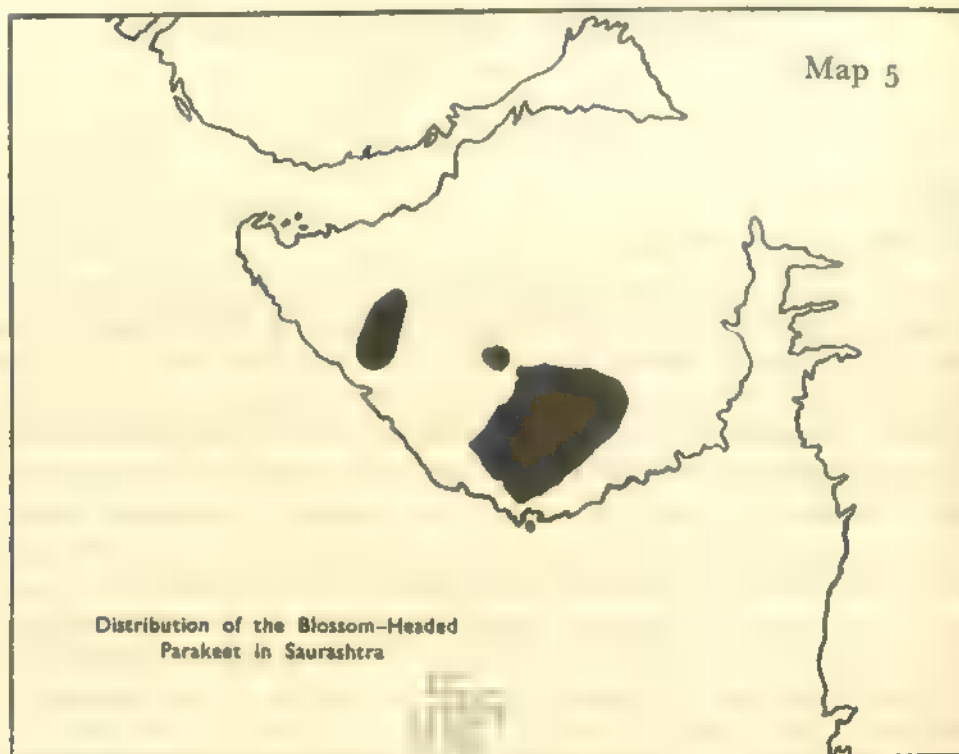 Map 5
Distribution of the Blossom-Headed
Parakeet in Saurashtra